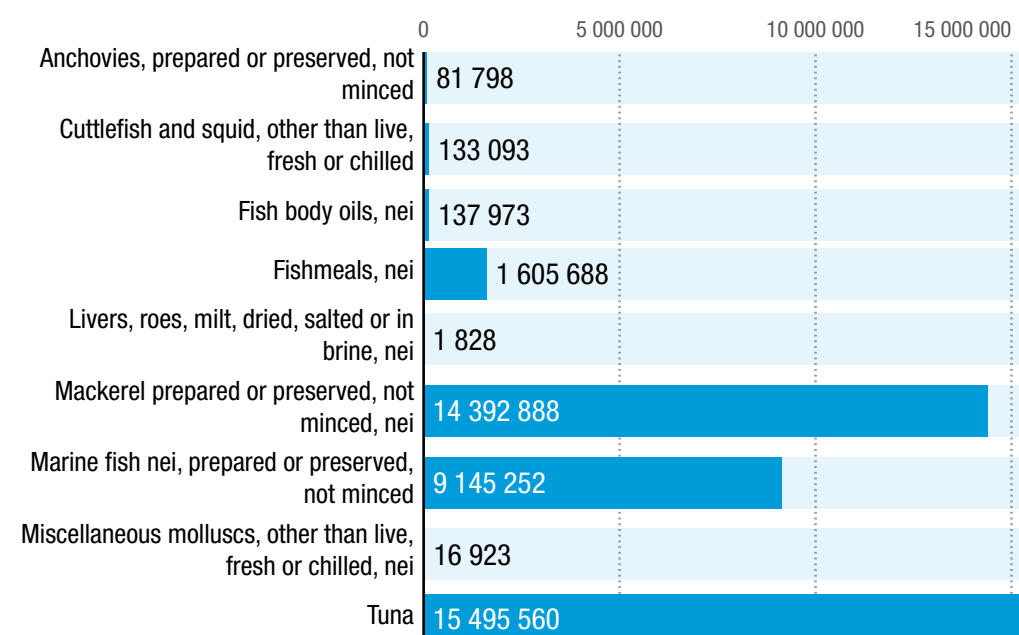 0 5 000 000 10 000 000 15 000 000
Anchovies, prepared or preserved, not
minced
81 798
Cuttlefish and squid, other than live,
fresh or chilled
133 093
Fish body oils, nei
137 973
Fishmeals, nei
1 605 688
Livers, roes, milt, dried, salted or in
brine, nei
1 828
Mackerel prepared or preserved, not
minced, nei
14 392 888
Marine fish nei, prepared or preserved,
not minced
9 145 252
Miscellaneous molluscs, other than live,
fresh or chilled, nei
16 923
Tuna
15 495 560